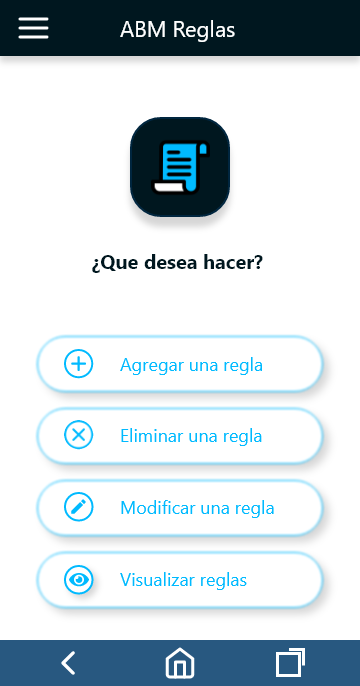 ABM Reglas
¿Que desea hacer?
Agregar una regla
Eliminar una regla
Modificar una regla
Visualizar reglas